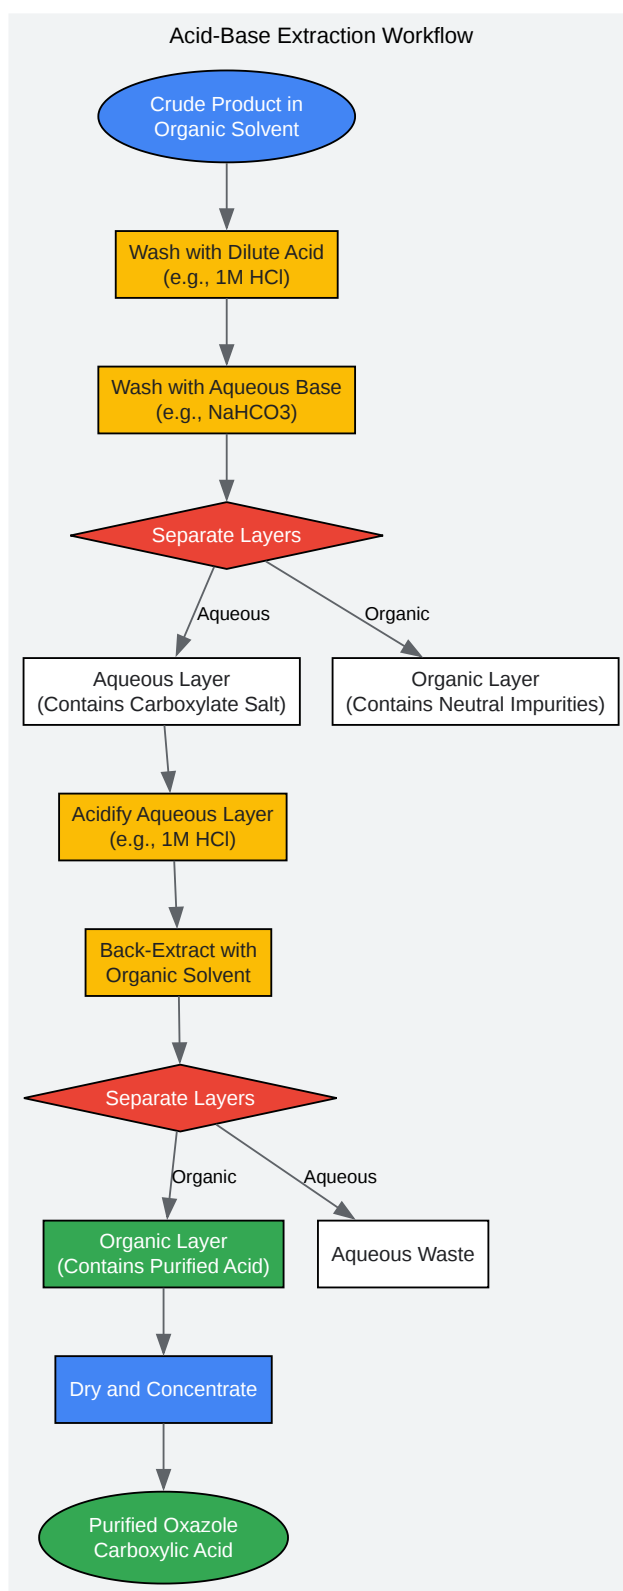 Acid-Base Extraction Workflow
Crude Product in
Organic Solvent
Wash with Dilute Acid
(e.g., 1M HCl)
Wash with Aqueous Base
(e.g., NaHCO3)
Separate Layers
Aqueous
Organic
Aqueous Layer
(Contains Carboxylate Salt)
Organic Layer
(Contains Neutral Impurities)
Acidify Aqueous Layer
(e.g., 1M HCl)
Back-Extract with
Organic Solvent
Separate Layers
Organic
Aqueous
Organic Layer
(Contains Purified Acid)
Aqueous Waste
Dry and Concentrate
Purified Oxazole
Carboxylic Acid